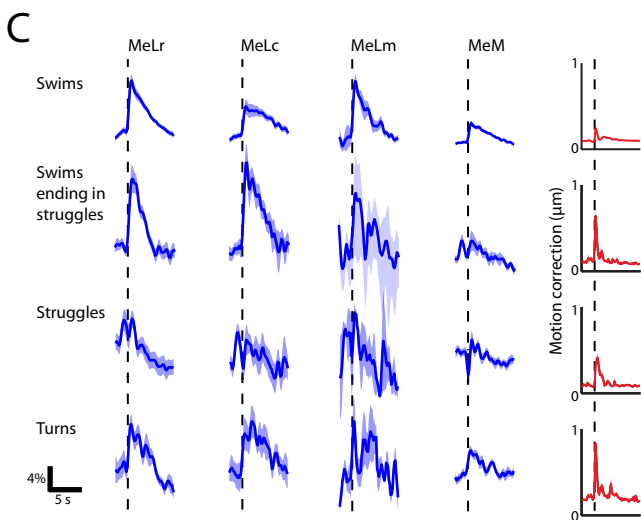 C
MeLr MeLc MeLm MeM
Swims
Swims
ending in
struggles
Struggles
Turns
4%
5 s
Motion correction (µm)
1
0
1
0
1
0
1
0